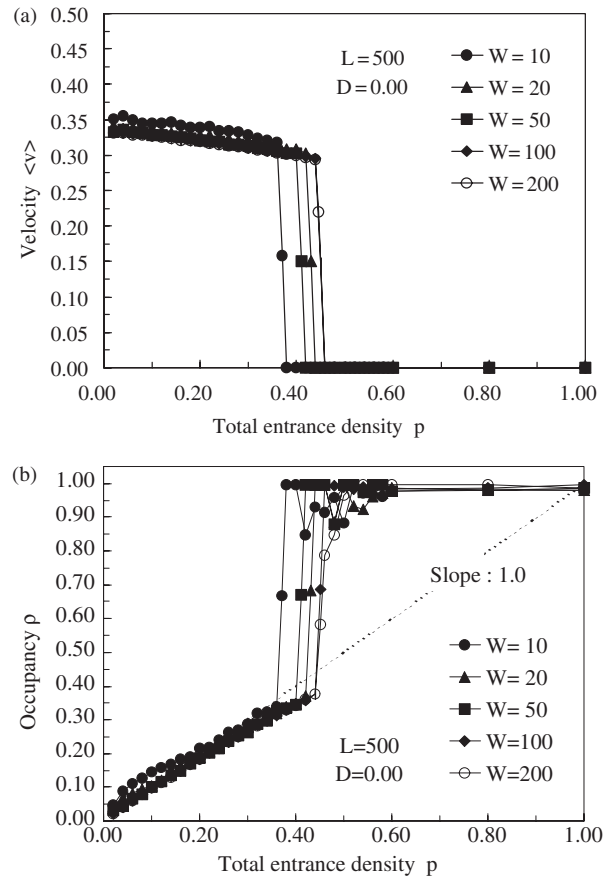 (a)
0.50
0.45
0.40
0.35
0.30
0.25
0.20
0.15
0.10
0.05
0.00
Velocity <v>
L=500
D=0.00
W= 10
W= 20
W= 50
W=100
W=200
0.00 0.20 0.40 0.60 0.80 1.00
Total entrance density p
(b)
1.00
0.90
0.80
0.70
0.60
0.50
0.40
0.30
0.20
0.10
0.00
Occupancy ρ
Slope : 1.0
L=500
D=0.00
W= 10
W= 20
W= 50
W=100
W=200
0.00 0.20 0.40 0.60 0.80 1.00
Total entrance density p